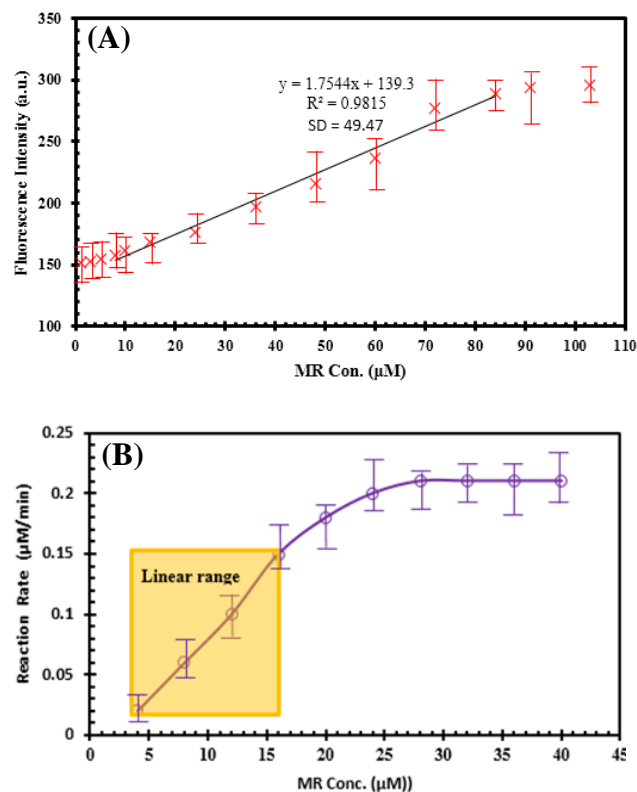 (A)
350
300
250
200
150
100
Fluorescence Intensity (a.u.)
y = 1.7544x + 139.3
R² = 0.9815
SD = 49.47
0 10 20 30 40 50 60 70 80 90 100 110
MR Con. (µM)
(B)
0.25
0.2
0.15
0.1
0.05
0
Reaction Rate (µM/min)
Linear range
0 5 10 15 20 25 30 35 40 45
MR Conc. (µM))